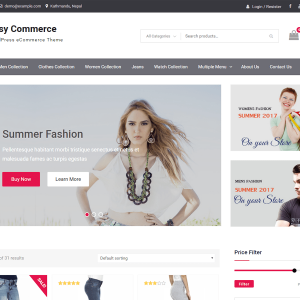 demo@example.com Kathmandu, Nepal Login / Register
sy Commerce
Press eCommerce Theme
All Categories Search products...
Men Collection Clothes Collection Women Collection Jeans Watch Collection Multiple Menu About Us Contact Us
Summer Fashion
Pellentesque habitant morbi tristique senectus et netus et
malesuada fames ac turpis egestas
Buy Now Learn More
WOMENS FASHION
SUMMER 2017
On your Store
MENS FASHION
SUMMER 2017
On your Store
of 31 results Default sorting
Price Filter
Filter
SALE